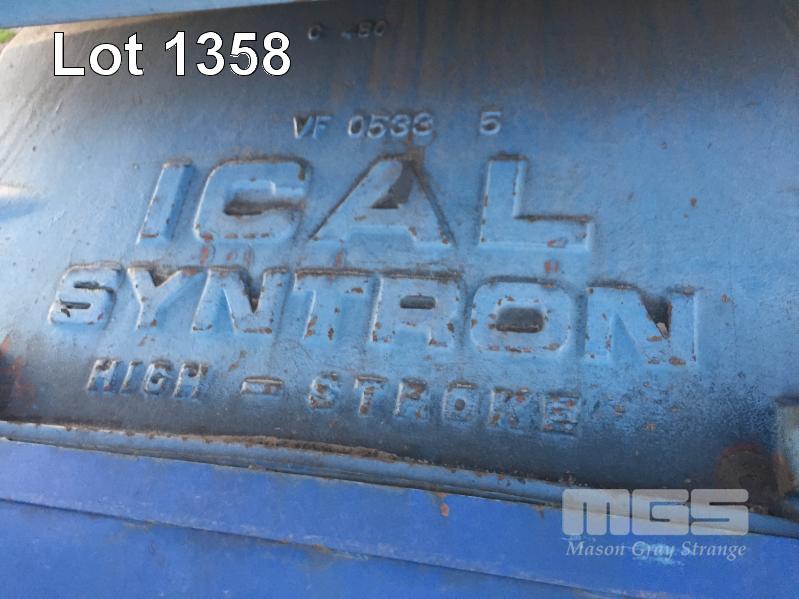 Lot 1358
VF 0533 5
ICAL
SYNTRON
HIGH - STROKE
MGS
Mason Gray Strange